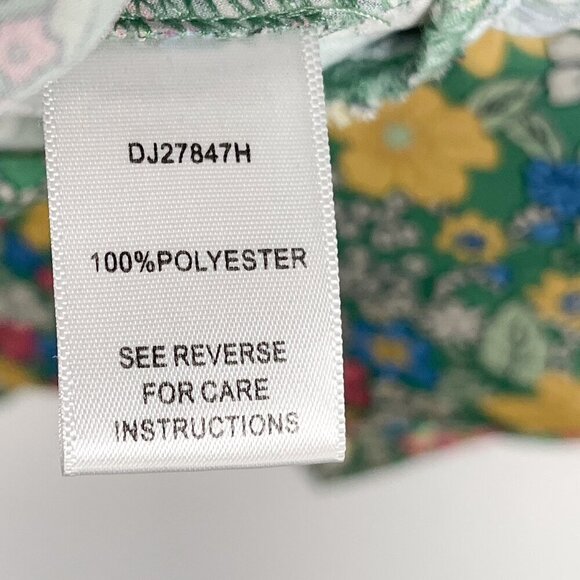 DJ27847H
100%POLYESTER
SEE REVERSE
FOR CARE
INSTRUCTIONS